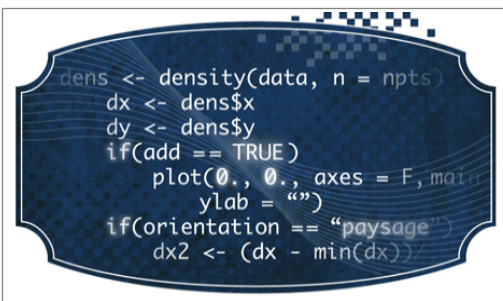 dens <- density(data, n = npts)
dx <- dens$x
dy <- dens$y
if(add == TRUE)
plot(0., 0., axes = F, main
ylab = “”)
if(orientation == “paysage”)
dx2 <- (dx - min(dx))/